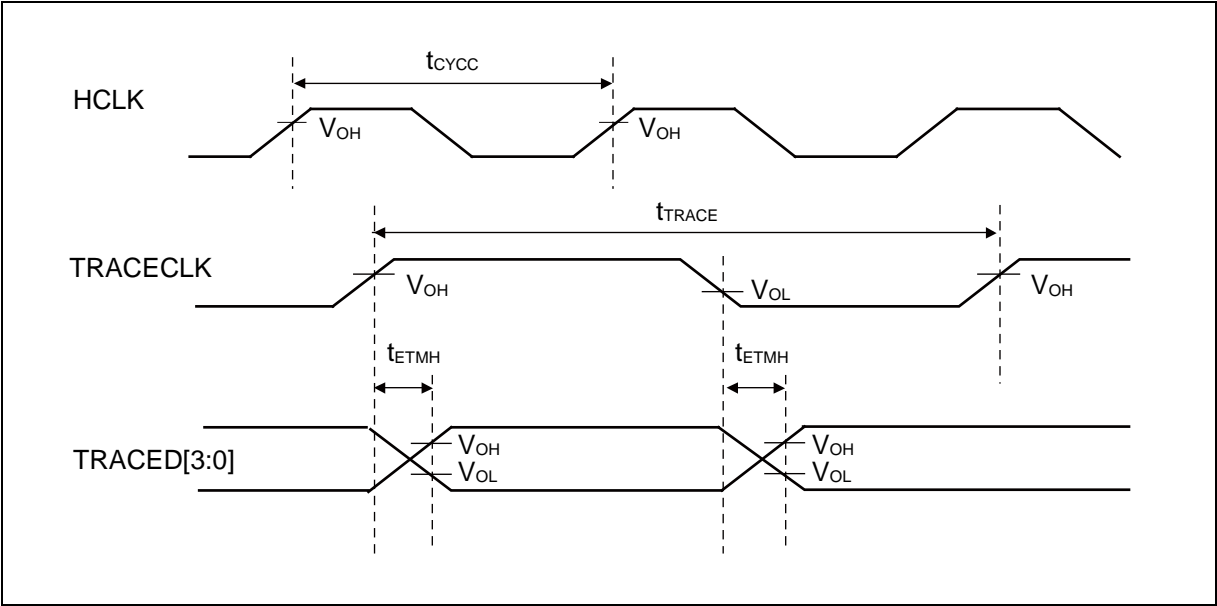 tCYCC
HCLK
VOH
VOH
tTRACE
TRACECLK
VOH
VOL
VOH
tETMH
tETMH
TRACED[3:0]
VOH
VOH
VOL
VOL